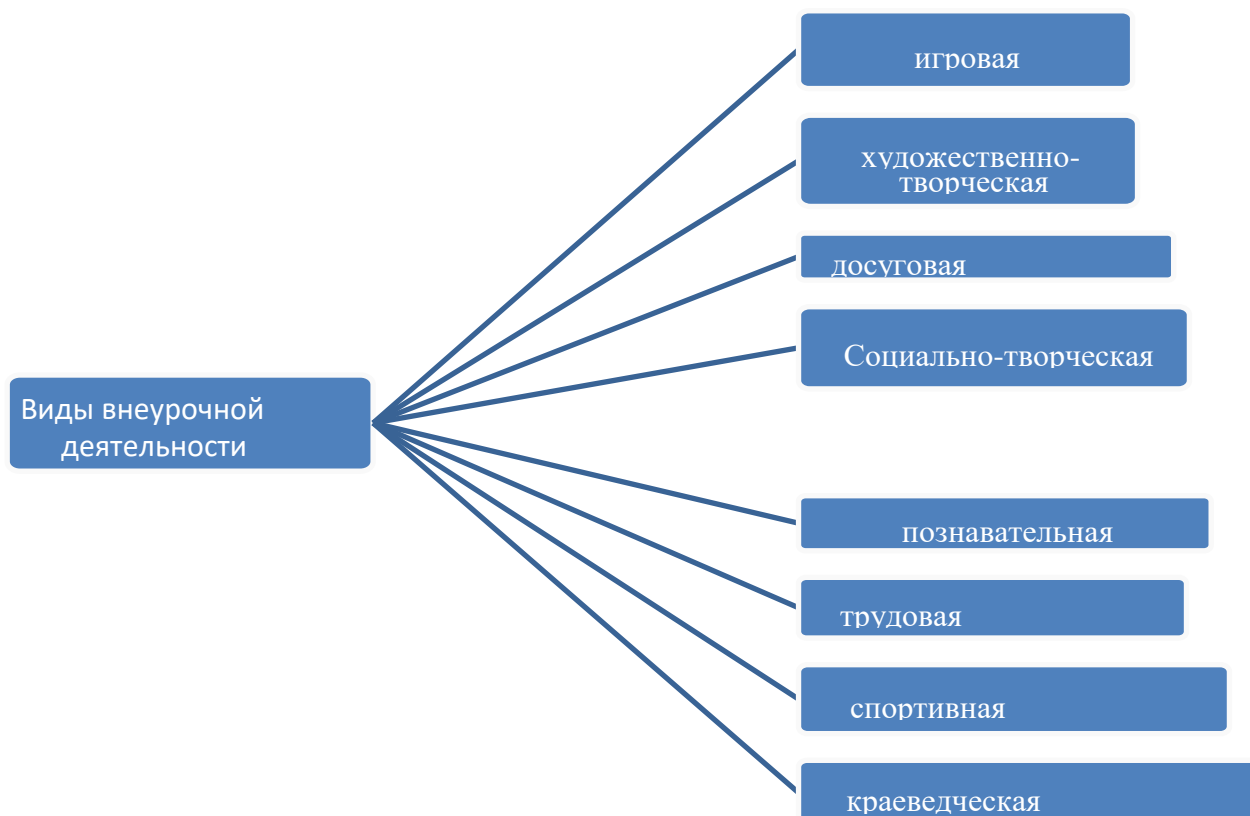 игровая
художественно-
творческая
досуговая
Социально-творческая
Виды внеурочной
деятельности
познавательная
трудовая
спортивная
краеведческая